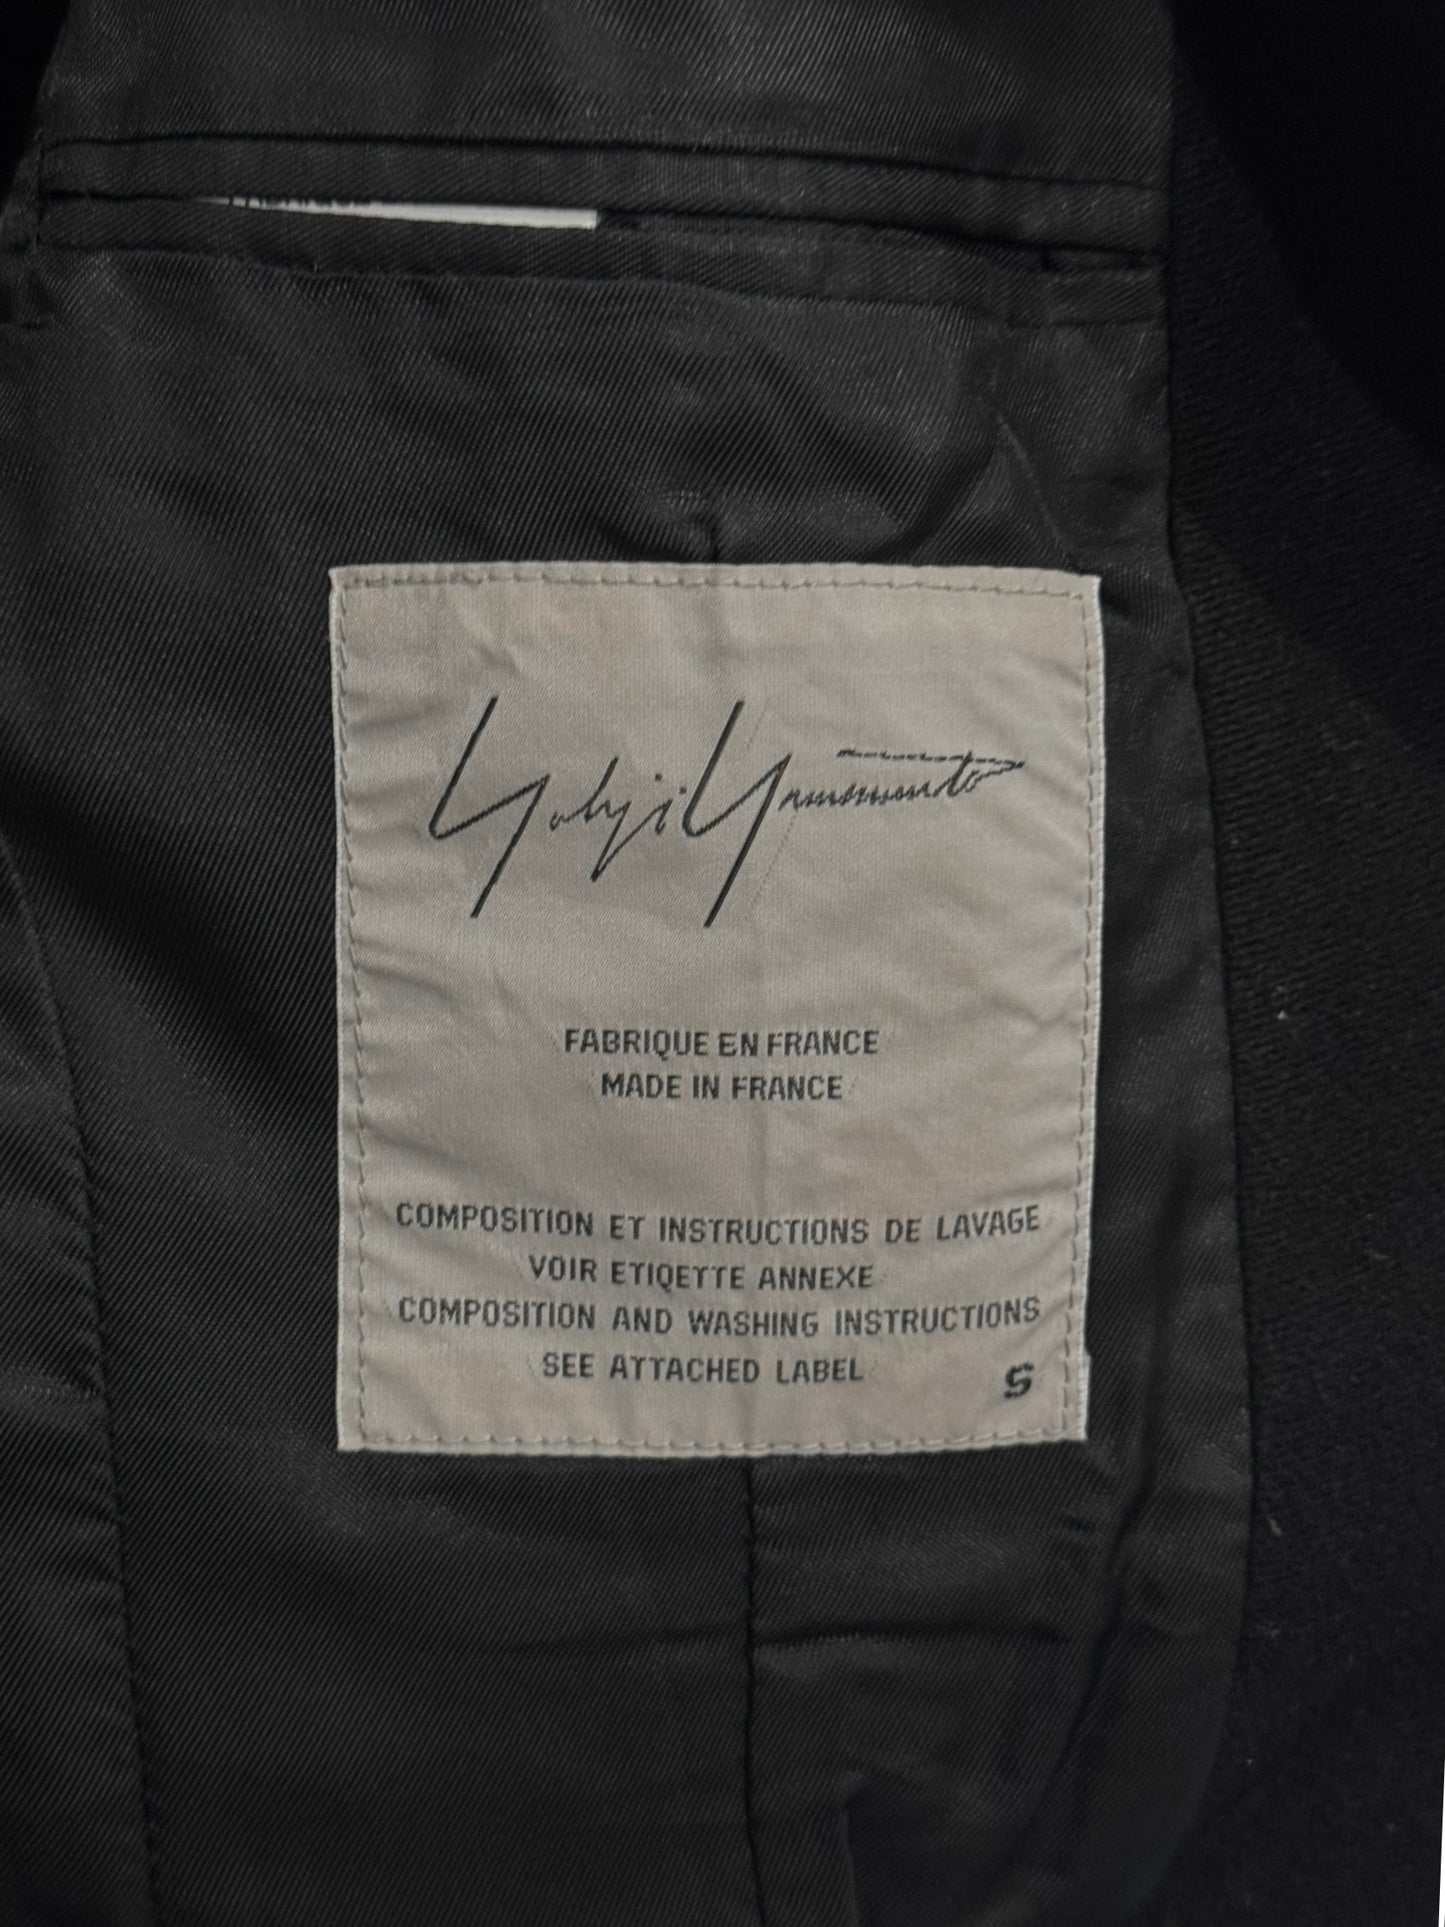 Yohji Yamamoto
FABRIQUE EN FRANCE
MADE IN FRANCE
COMPOSITION ET INSTRUCTIONS DE LAVAGE
VOIR ETIQETTE ANNEXE
COMPOSITION AND WASHING INSTRUCTIONS
SEE ATTACHED LABEL
S